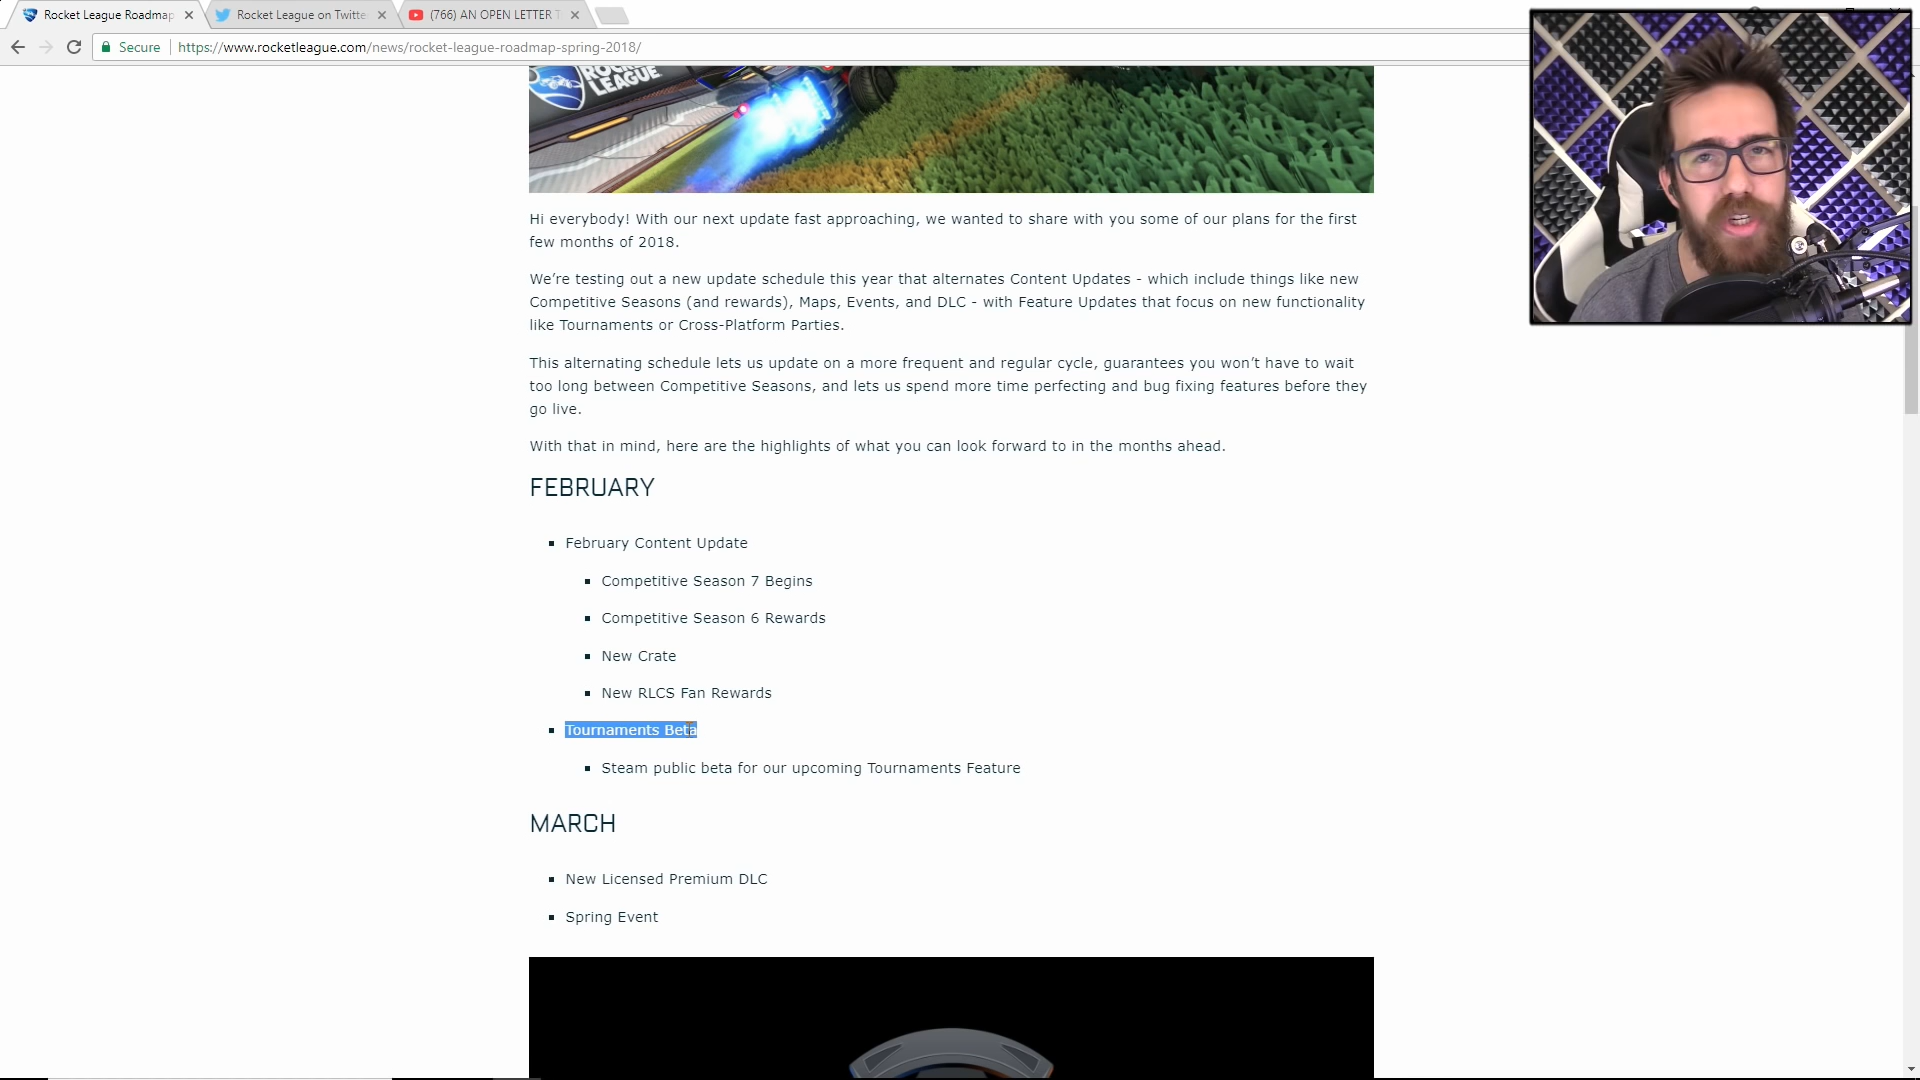 Rocket League Roadmap
Rocket League on Twitte
(766) AN OPEN LETTER T
Secure
https://www.rocketleague.com/news/rocket-league-roadmap-spring-2018/
ROCKET
LEAGUE
Hi everybody! With our next update fast approaching, we wanted to share with you some of our plans for the first
few months of 2018.
We’re testing out a new update schedule this year that alternates Content Updates - which include things like new
Competitive Seasons (and rewards), Maps, Events, and DLC - with Feature Updates that focus on new functionality
like Tournaments or Cross-Platform Parties.
This alternating schedule lets us update on a more frequent and regular cycle, guarantees you won’t have to wait
too long between Competitive Seasons, and lets us spend more time perfecting and bug fixing features before they
go live.
With that in mind, here are the highlights of what you can look forward to in the months ahead.
FEBRUARY
February Content Update
Competitive Season 7 Begins
Competitive Season 6 Rewards
New Crate
New RLCS Fan Rewards
Tournaments Beta
Steam public beta for our upcoming Tournaments Feature
MARCH
New Licensed Premium DLC
Spring Event